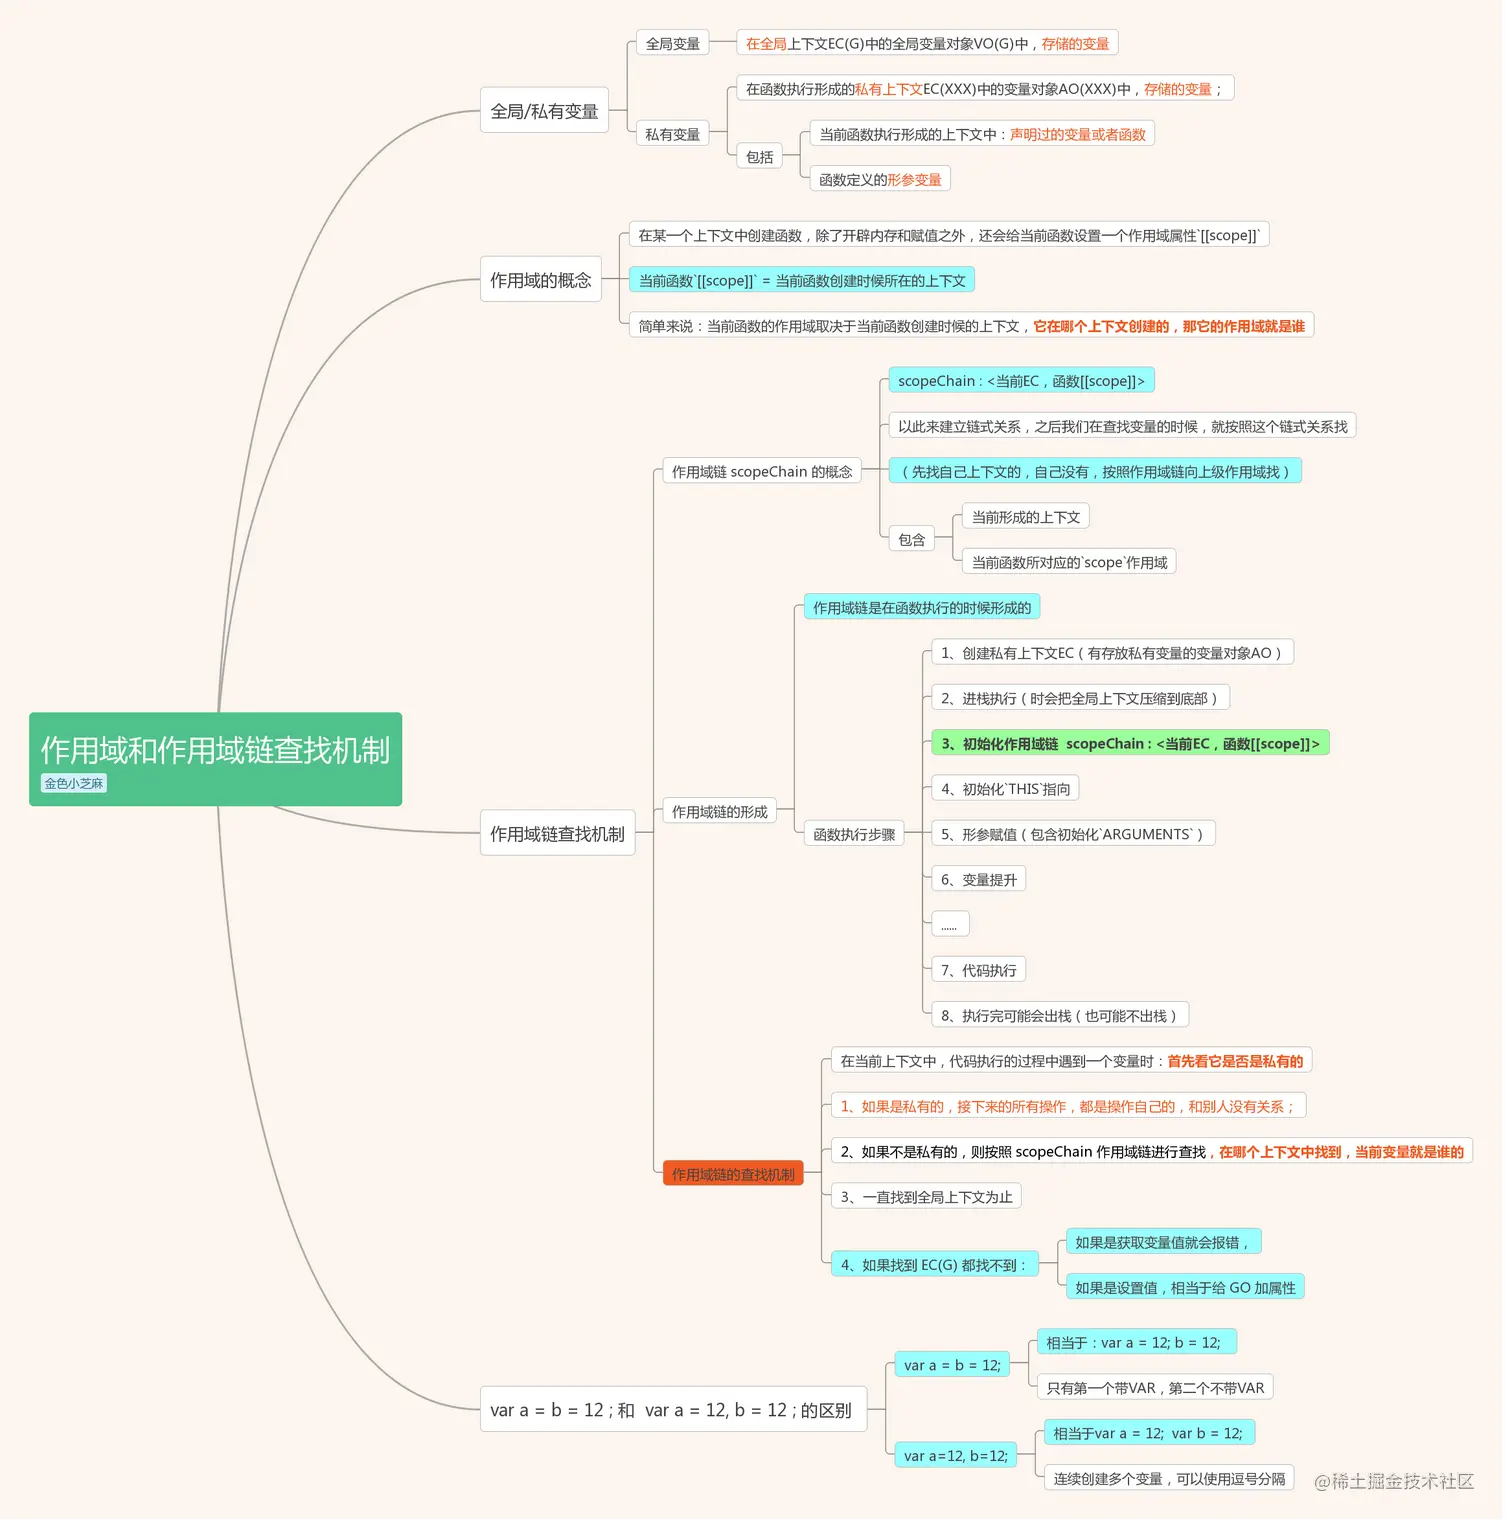 作用域和作用域链查找机制
金色小芝麻
全局/私有变量
全局变量
在全局上下文EC(G)中的全局变量对象VO(G)中，存储的变量
私有变量
在函数执行形成的私有上下文EC(XXX)中的变量对象AO(XXX)中，存储的变量；
包括
当前函数执行形成的上下文中：声明过的变量或者函数
函数定义的形参变量
作用域的概念
在某一个上下文中创建函数，除了开辟内存和赋值之外，还会给当前函数设置一个作用域属性`[[scope]]`
当前函数`[[scope]]` = 当前函数创建时候所在的上下文
简单来说：当前函数的作用域取决于当前函数创建时候的上下文，它在哪个上下文创建的，那它的作用域就是谁
作用域链查找机制
作用域链 scopeChain 的概念
scopeChain : <当前EC，函数[[scope]]>
以此来建立链式关系，之后我们在查找变量的时候，就按照这个链式关系找
（先找自己上下文的，自己没有，按照作用域链向上级作用域找）
包含
当前形成的上下文
当前函数所对应的`scope`作用域
作用域链的形成
作用域链是在函数执行的时候形成的
函数执行步骤
1、创建私有上下文EC（有存放私有变量的变量对象AO）
2、进栈执行（时会把全局上下文压缩到底部）
3、初始化作用域链 scopeChain : <当前EC，函数[[scope]]>
4、初始化`THIS`指向
5、形参赋值（包含初始化`ARGUMENTS`）
6、变量提升
......
7、代码执行
8、执行完可能会出栈（也可能不出栈）
作用域链的查找机制
在当前上下文中，代码执行的过程中遇到一个变量时：首先看它是否是私有的
1、如果是私有的，接下来的所有操作，都是操作自己的，和别人没有关系；
2、如果不是私有的，则按照 scopeChain 作用域链进行查找，在哪个上下文中找到，当前变量就是谁的
3、一直找到全局上下文为止
4、如果找到 EC(G) 都找不到：
如果是获取变量值就会报错，
如果是设置值，相当于给 GO 加属性
var a = b = 12 ; 和 var a = 12, b = 12 ; 的区别
var a = b = 12;
相当于：var a = 12; b = 12;
只有第一个带VAR，第二个不带VAR
var a=12, b=12;
相当于var a = 12; var b = 12;
连续创建多个变量，可以使用逗号分隔
@稀土掘金技术社区